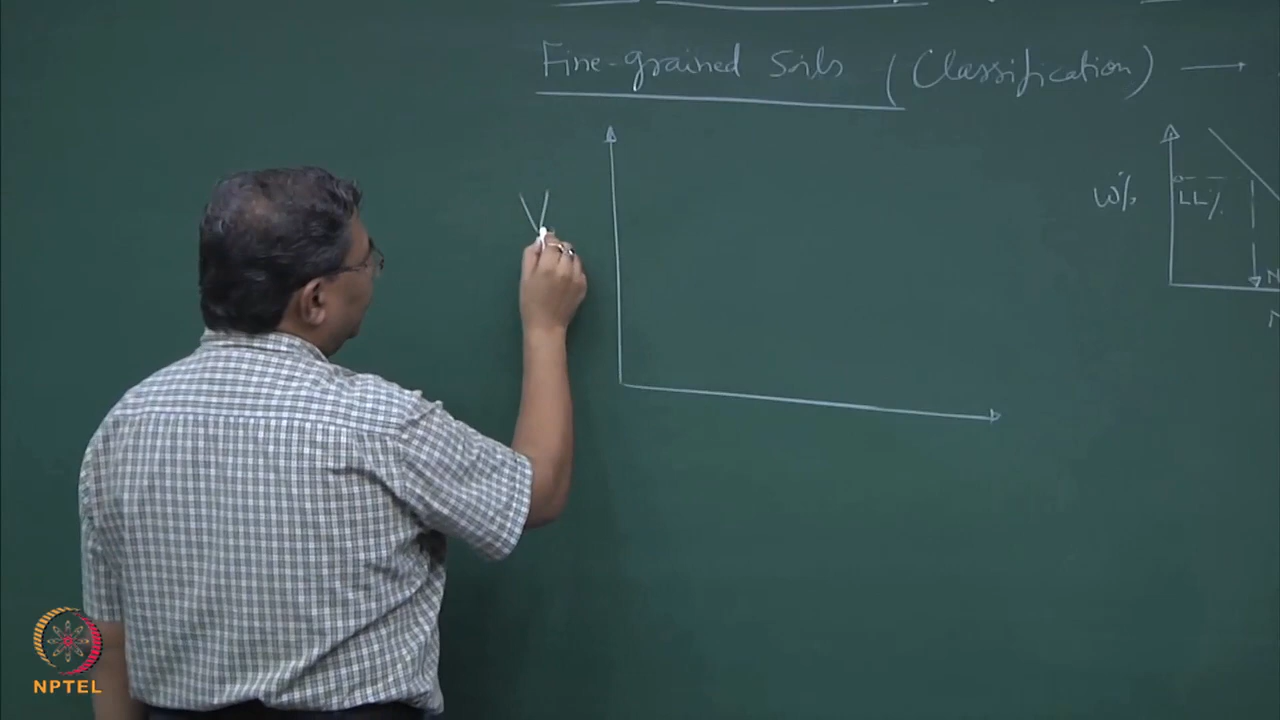 Fine-grained Soils (Classification) →
V
W%
LL%
N
NPTEL